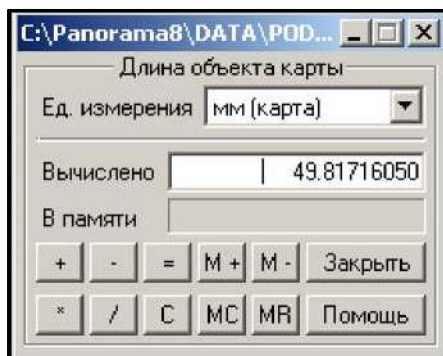 C:\Panorama8\DATA\POD...
Длина объекта карты
Ед. измерения мм (карта)
Вычислено 49.81716050
В памяти
+ - = M + M - Закрыть
* / C MC MR Помощь